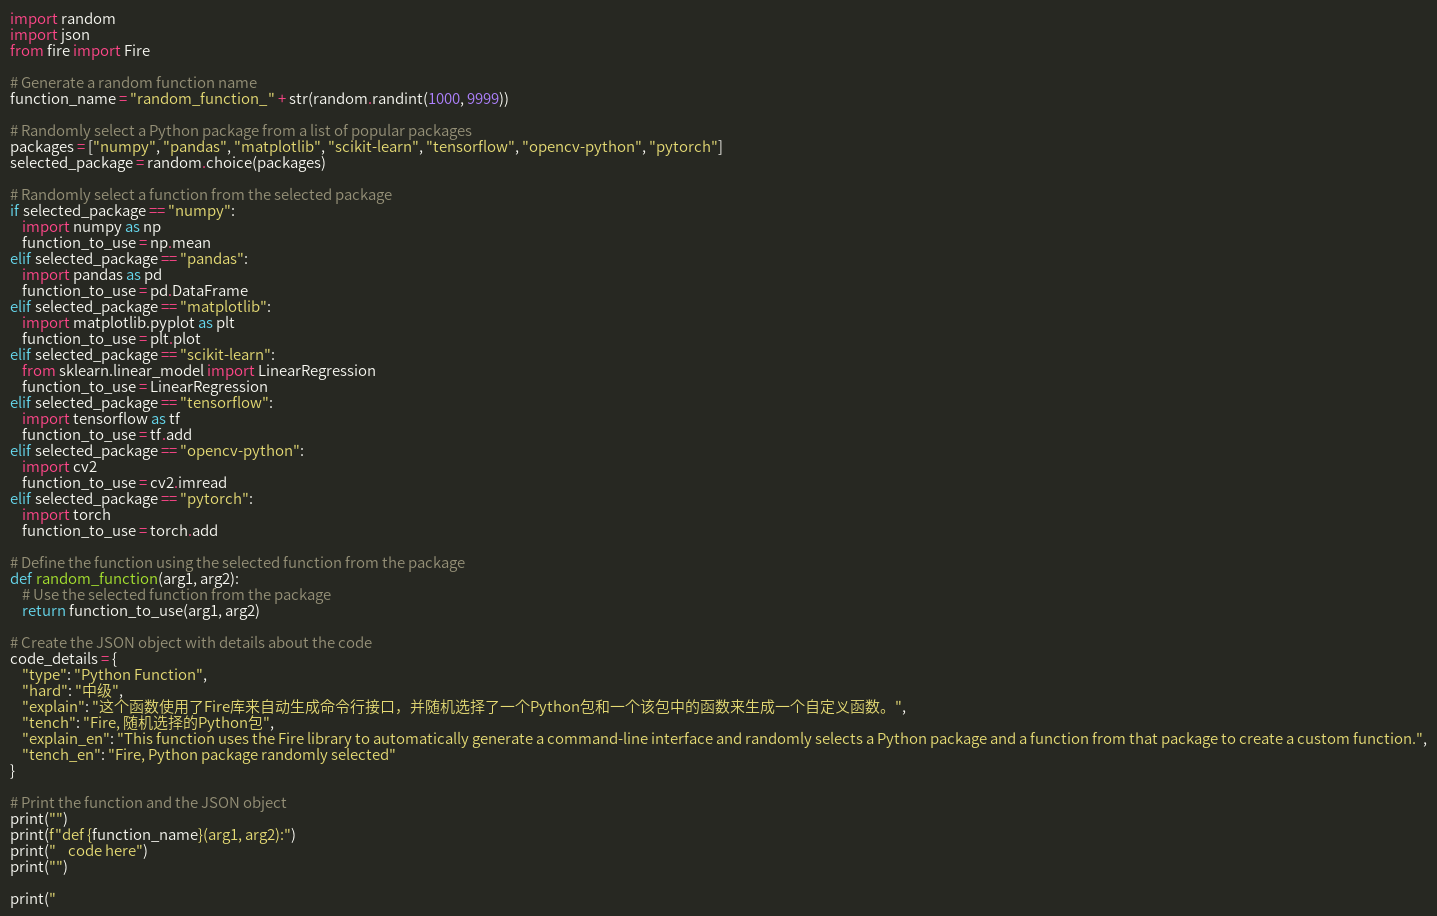 import random
import json
from fire import Fire

# Generate a random function name
function_name = "random_function_" + str(random.randint(1000, 9999))

# Randomly select a Python package from a list of popular packages
packages = ["numpy", "pandas", "matplotlib", "scikit-learn", "tensorflow", "opencv-python", "pytorch"]
selected_package = random.choice(packages)

# Randomly select a function from the selected package
if selected_package == "numpy":
    import numpy as np
    function_to_use = np.mean
elif selected_package == "pandas":
    import pandas as pd
    function_to_use = pd.DataFrame
elif selected_package == "matplotlib":
    import matplotlib.pyplot as plt
    function_to_use = plt.plot
elif selected_package == "scikit-learn":
    from sklearn.linear_model import LinearRegression
    function_to_use = LinearRegression
elif selected_package == "tensorflow":
    import tensorflow as tf
    function_to_use = tf.add
elif selected_package == "opencv-python":
    import cv2
    function_to_use = cv2.imread
elif selected_package == "pytorch":
    import torch
    function_to_use = torch.add

# Define the function using the selected function from the package
def random_function(arg1, arg2):
    # Use the selected function from the package
    return function_to_use(arg1, arg2)

# Create the JSON object with details about the code
code_details = {
    "type": "Python Function",
    "hard": "中级",
    "explain": "这个函数使用了Fire库来自动生成命令行接口，并随机选择了一个Python包和一个该包中的函数来生成一个自定义函数。",
    "tench": "Fire, 随机选择的Python包",
    "explain_en": "This function uses the Fire library to automatically generate a command-line interface and randomly selects a Python package and a function from that package to create a custom function.",
    "tench_en": "Fire, Python package randomly selected"
}

# Print the function and the JSON object
print("")
print(f"def {function_name}(arg1, arg2):")
print("    code here")
print("")

print("